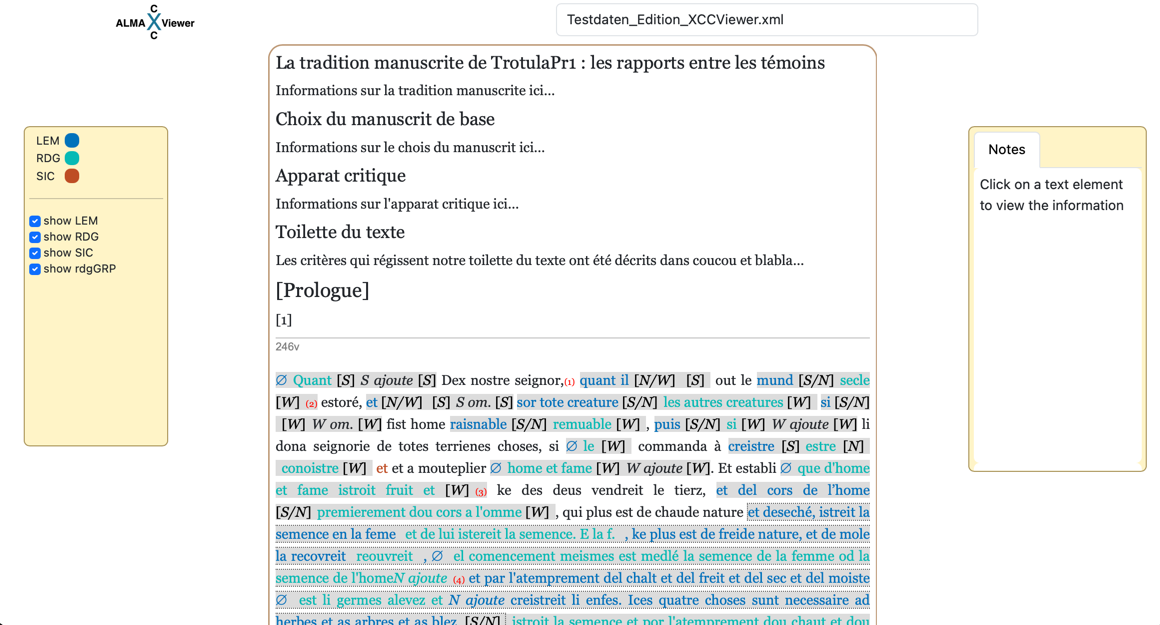 C
ALMA X Viewer
C
Testdaten_Edition_XCCViewer.xml
LEM
RDG
SIC
show LEM
show RDG
show SIC
show rdgGRP
La tradition manuscrite de TrotulaPr1 : les rapports entre les témoins
Informations sur la tradition manuscrite ici...
Choix du manuscrit de base
Informations sur le chois du manuscrit ici...
Apparat critique
Informations sur l'apparat critique ici...
Toilette du texte
Les critères qui régissent notre toilette du texte ont été décrits dans coucou et blabla...
[Prologue]
[1]
246v
∅ Quant [S] S ajoute [S] Dex nostre seignor,(1) quant il [N/W] [S] out le mund [S/N] secle
[W] (2) estoré, et [N/W] [S] S om. [S] sor tote creature [S/N] les autres creatures [W] si [S/N]
[W] W om. [W] fist home raisnable [S/N] remuable [W] , puis [S/N] si [W] W ajoute [W] li
dona seignorie de totes terrienes choses, si ∅ le [W] commanda à creistre [S] estre [N]
conoistre [W] et et a mouteplier ∅ home et fame [W] W ajoute [W]. Et establi ∅ que d'home
et fame istroit fruit et [W] (3) ke des deus vendreit le tierz, et del cors de l’home
[S/N] premierement dou cors a l'omme [W] , qui plus est de chaude nature et deseché, istreit la
semence en la feme et de lui istereit la semence. E la f. , ke plus est de freide nature, et de mole
la recovreit reouvreit , ∅ el comencement meismes est medlé la semence de la femme od la
semence de l'homeN ajoute (4) et par l'atemprement del chalt et del freit et del sec et del moiste
∅ est li germes alevez et N ajoute creistreit li enfes. Ices quatre choses sunt necessaire ad
herbes et as arbres et as blez [S/N] istroit la semence et por l'atemprement dou chaut et dou
Notes
Click on a text element
to view the information